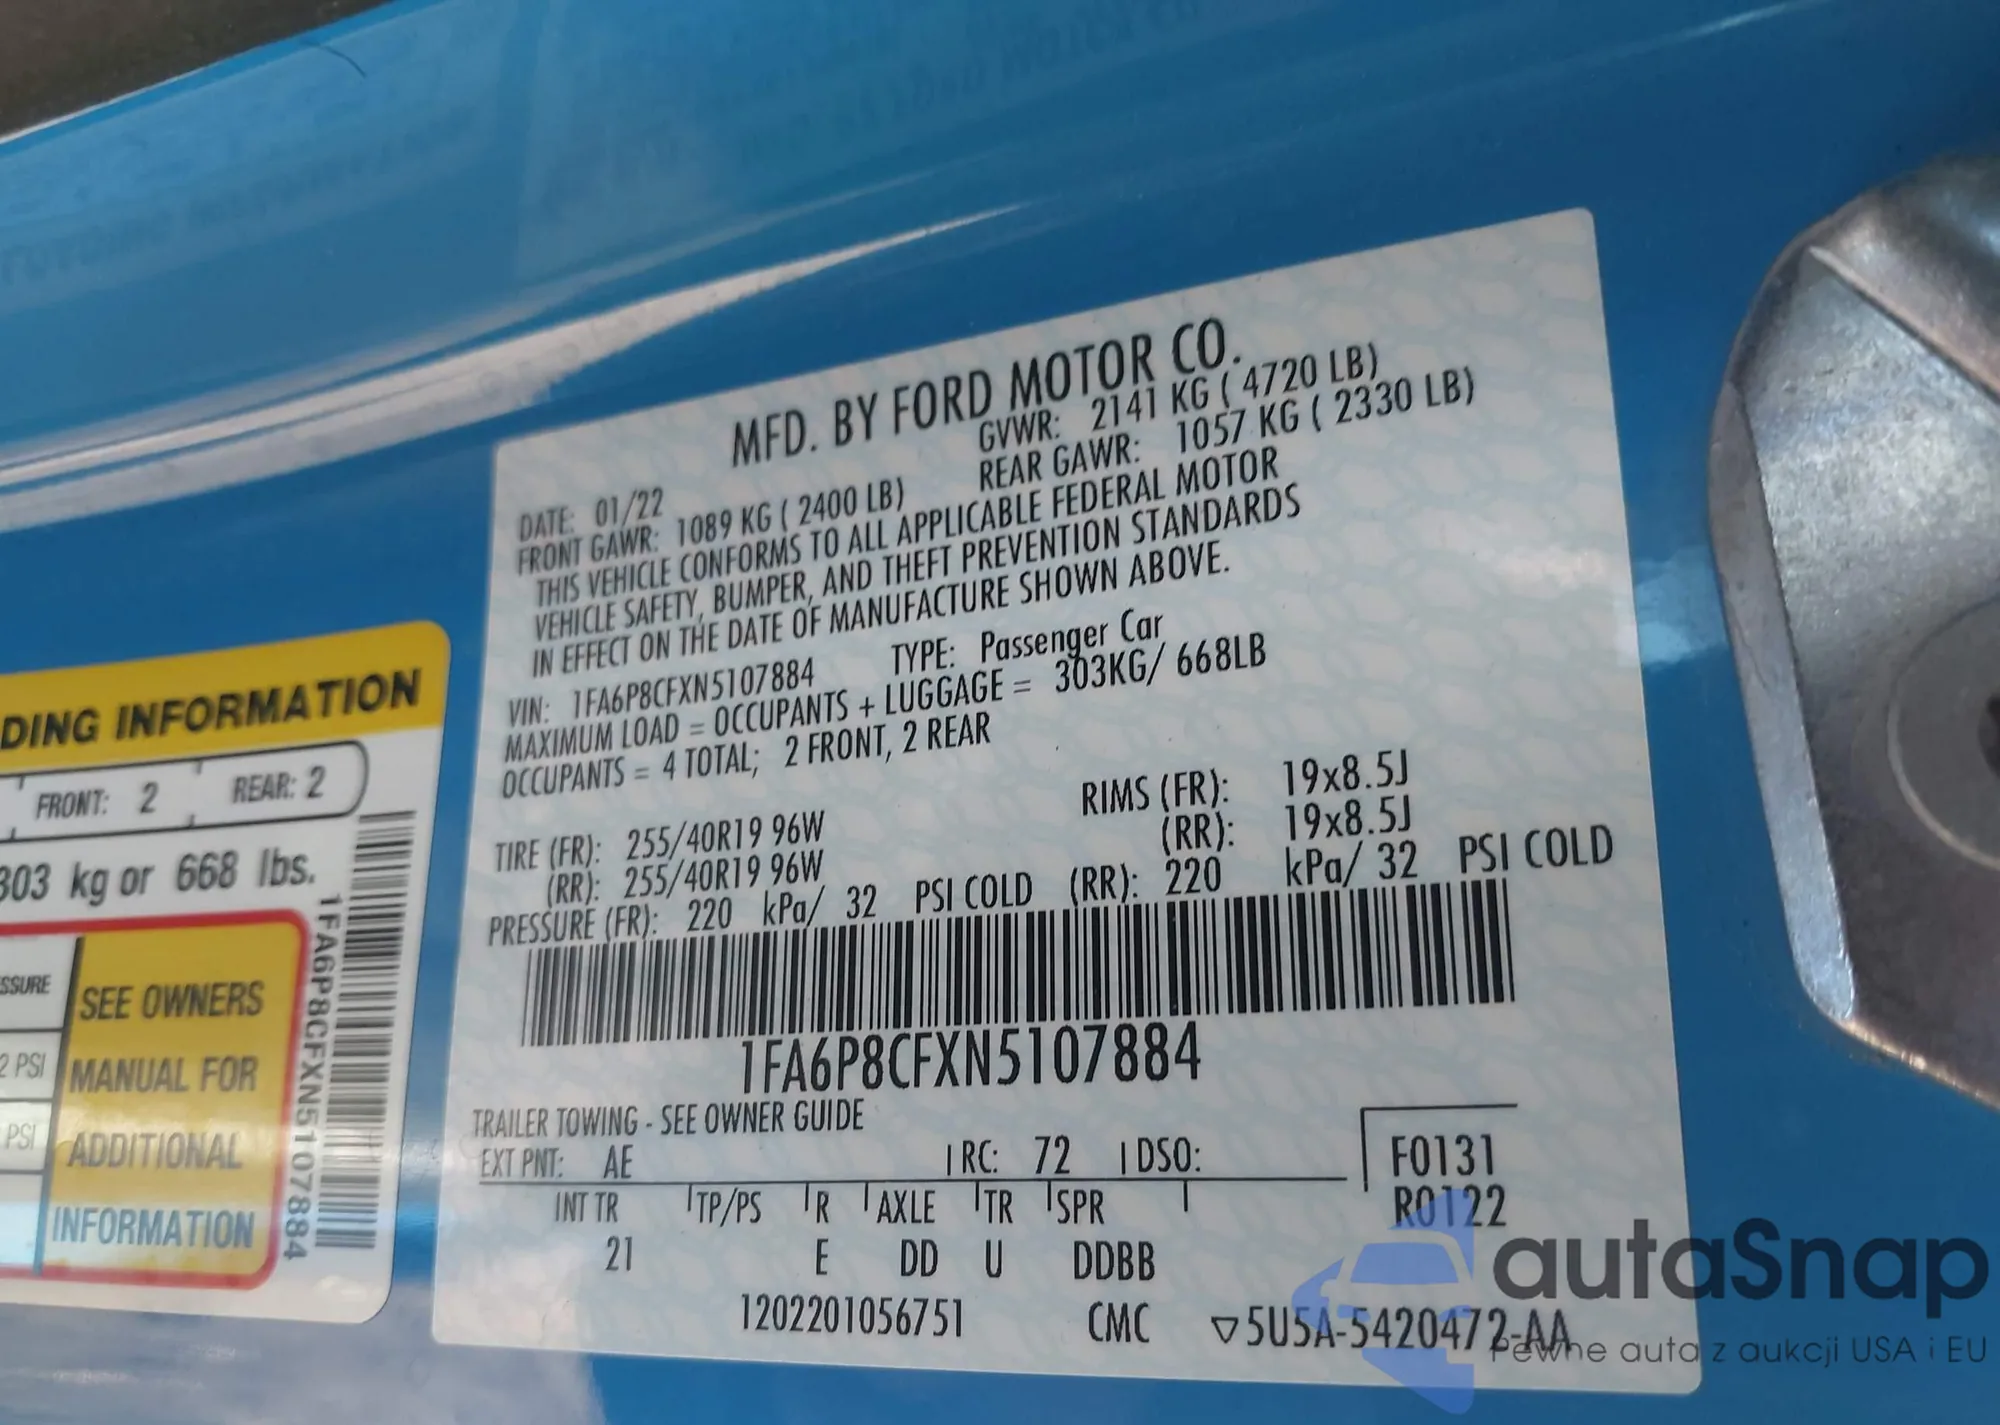 MFD. BY FORD MOTOR CO.
DATE: 01/22 GVWR: 2141 KG ( 4720 LB)
FRONT GAWR: 1089 KG ( 2400 LB) REAR GAWR: 1057 KG ( 2330 LB)
THIS VEHICLE CONFORMS TO ALL APPLICABLE FEDERAL MOTOR
VEHICLE SAFETY, BUMPER, AND THEFT PREVENTION STANDARDS
IN EFFECT ON THE DATE OF MANUFACTURE SHOWN ABOVE.
VIN: 1FA6P8CFXN5107884 TYPE: Passenger Car
MAXIMUM LOAD = OCCUPANTS + LUGGAGE = 303KG/ 668LB
OCCUPANTS = 4 TOTAL; 2 FRONT, 2 REAR
TIRE (FR): 255/40R19 96W RIMS (FR): 19x8.5J
(RR): 255/40R19 96W (RR): 19x8.5J
PRESSURE (FR): 220 kPa/ 32 PSI COLD (RR): 220 kPa/ 32 PSI COLD
1FA6P8CFXN5107884
TRAILER TOWING - SEE OWNER GUIDE
EXT PNT: AE RC: 72 DSO: F0131
INT TR TP/PS R AXLE TR SPR R0122
21 E DD U DDBB
1202201056751 CMC ▽5U5A-5420472-AA
DING INFORMATION
FRONT: 2 REAR: 2
303 kg or 668 lbs.
SSURE
2 PSI
PSI
SEE OWNERS
MANUAL FOR
ADDITIONAL
INFORMATION
1FA6P8CFXN5107884
autaSnap
Pewne auta z aukcji USA i EU